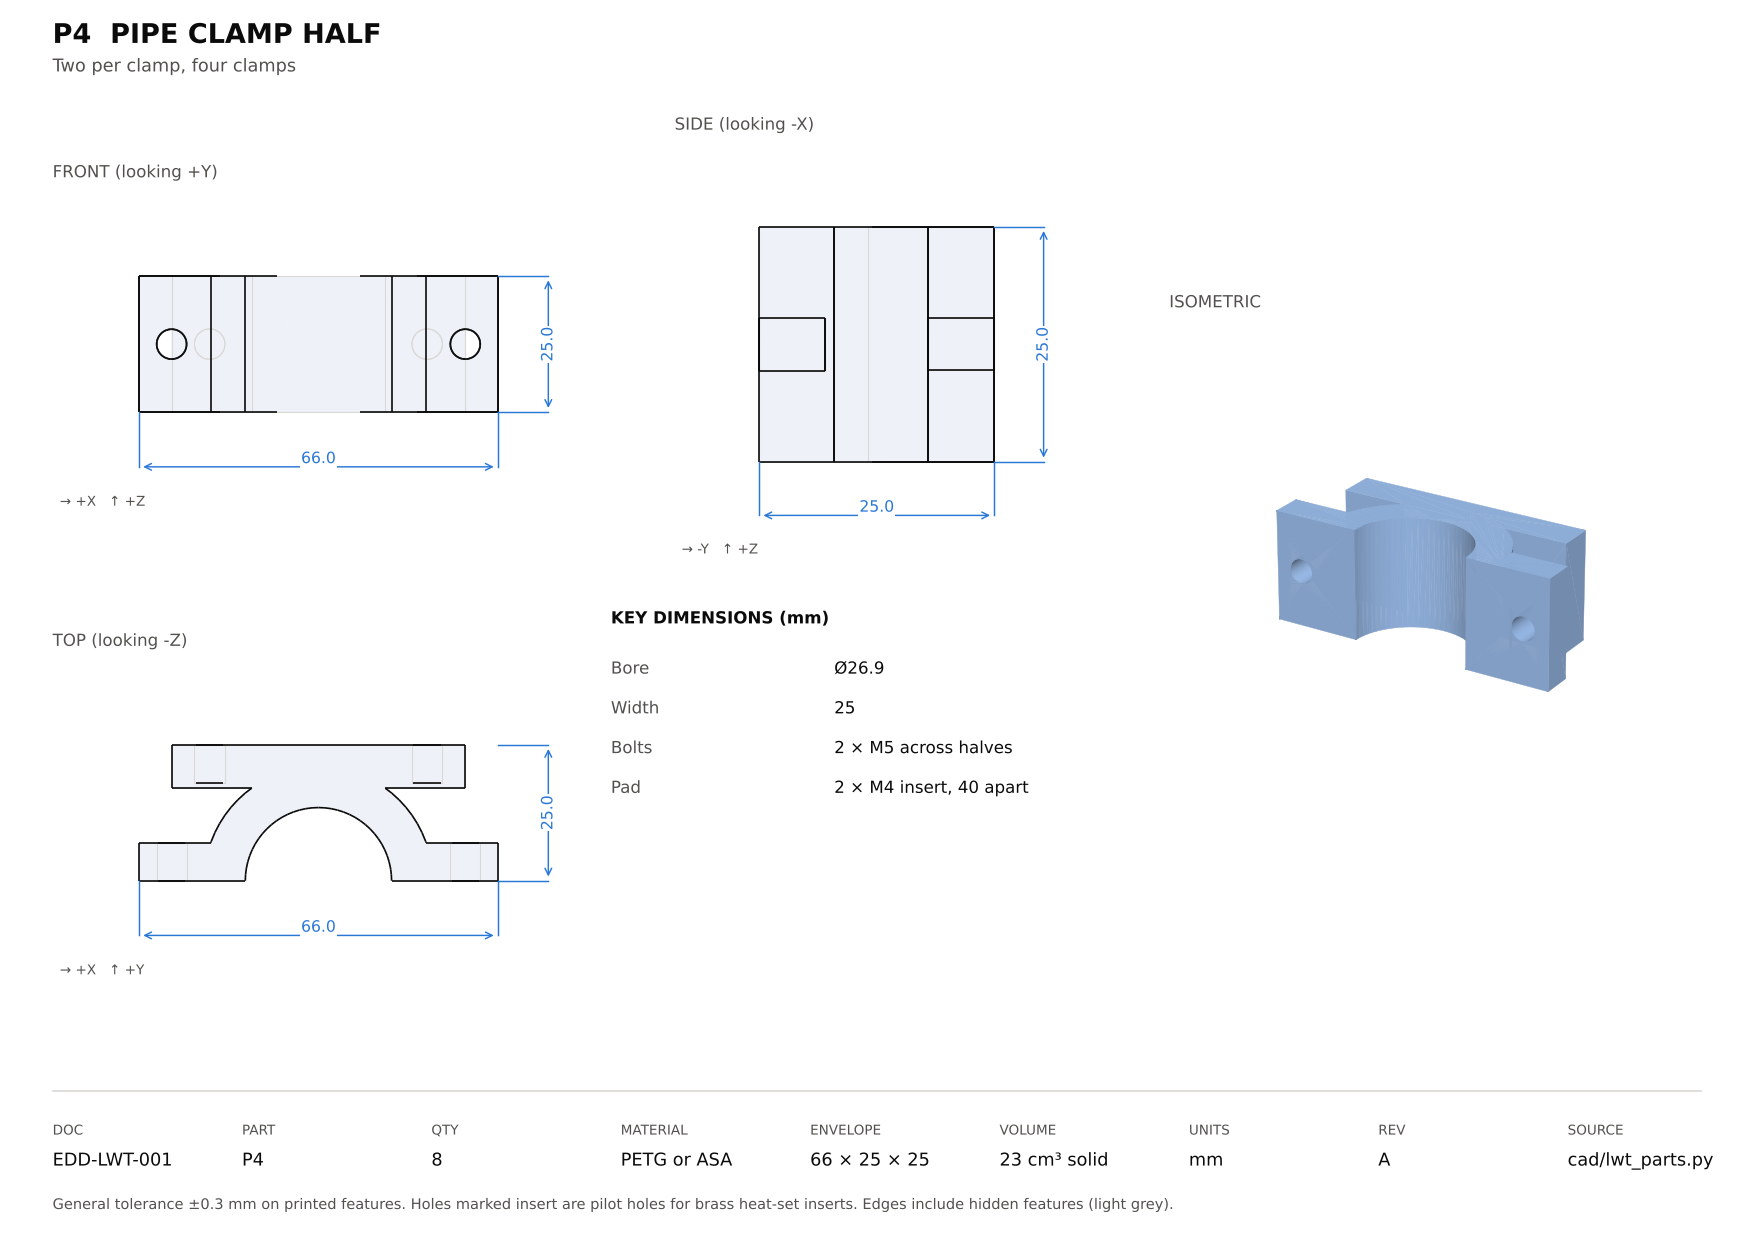 P4 PIPE CLAMP HALF
Two per clamp, four clamps
SIDE (looking -X)
FRONT (looking +Y)
25.0
66.0
→ +X ↑ +Z
25.0
25.0
→ -Y ↑ +Z
ISOMETRIC
TOP (looking -Z)
25.0
66.0
→ +X ↑ +Y
KEY DIMENSIONS (mm)
Bore Ø26.9
Width 25
Bolts 2 × M5 across halves
Pad 2 × M4 insert, 40 apart
DOC PART QTY MATERIAL ENVELOPE VOLUME UNITS REV SOURCE
EDD-LWT-001 P4 8 PETG or ASA 66 × 25 × 25 23 cm³ solid mm A cad/lwt_parts.py
General tolerance ±0.3 mm on printed features. Holes marked insert are pilot holes for brass heat-set inserts. Edges include hidden features (light grey).